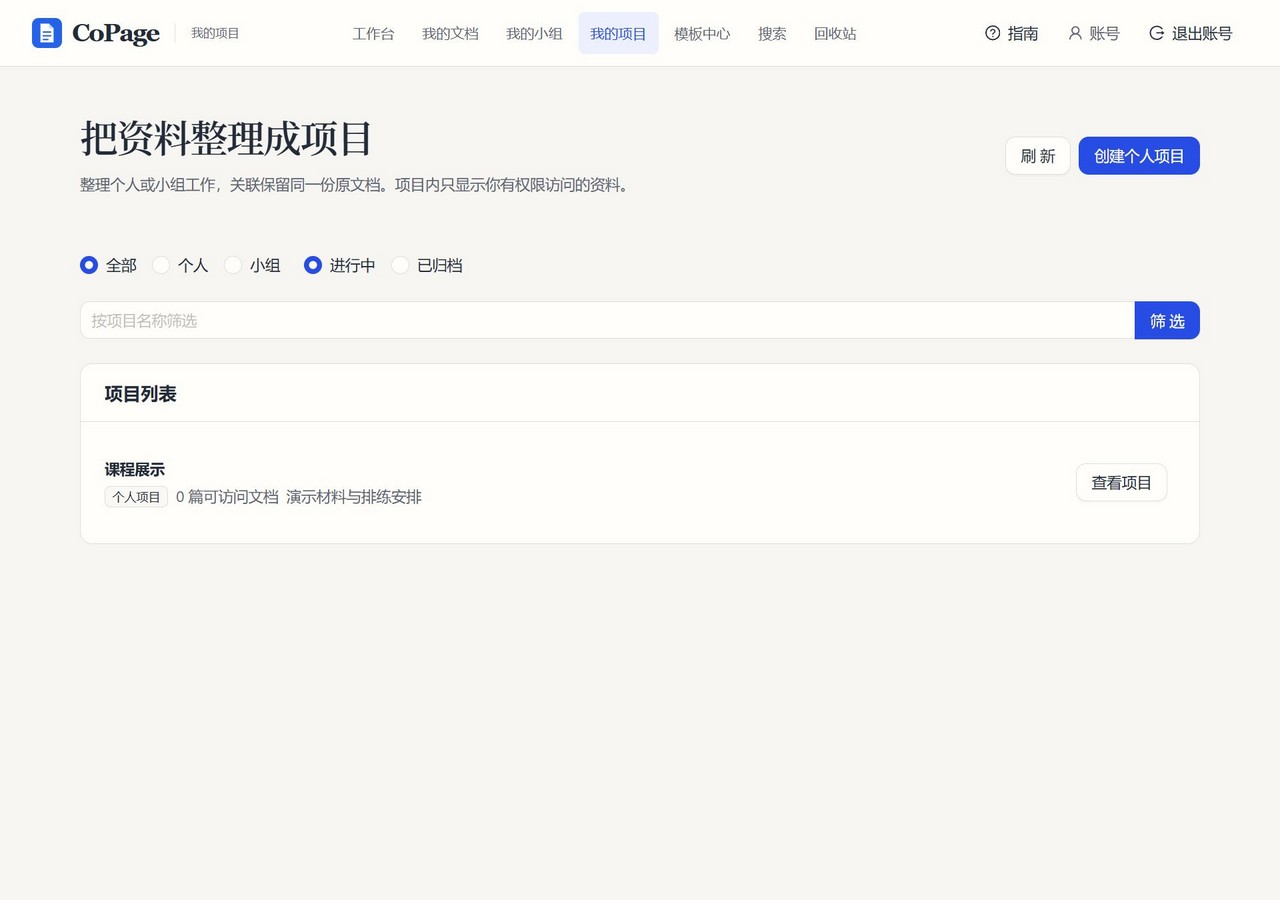 CoPage 我的项目 工作台 我的文档 我的小组 我的项目 模板中心 搜索 回收站 指南 账号 退出账号
把资料整理成项目
整理个人或小组工作，关联保留同一份原文档。项目内只显示你有权限访问的资料。
刷 新 创建个人项目
全部 个人 小组 进行中 已归档
按项目名称筛选 筛 选
项目列表
课程展示
个人项目 0 篇可访问文档 演示材料与排练安排
查看项目